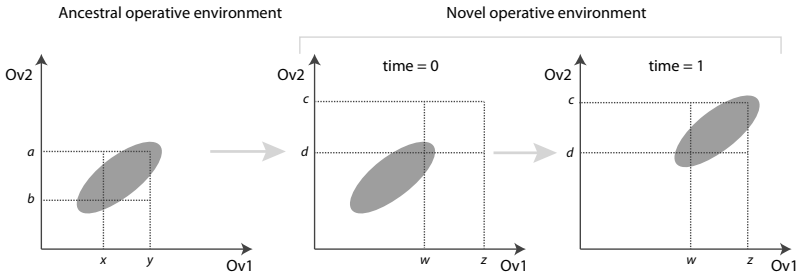 Ancestral operative environment
Novel operative environment
Ov2
a
b
x
y
Ov1
time = 0
Ov2
c
d
w
z
Ov1
time = 1
Ov2
c
d
w
z
Ov1